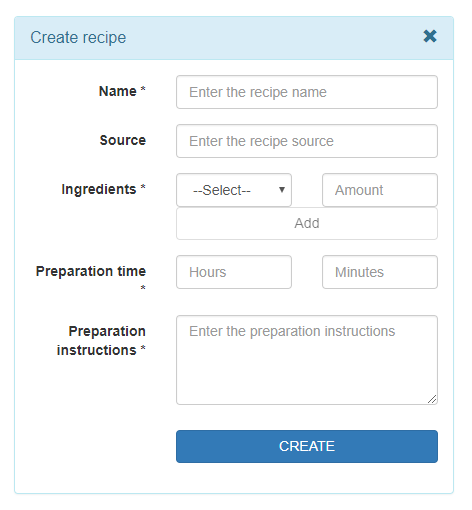 Create recipe ✖
Name * Enter the recipe name
Source Enter the recipe source
Ingredients * --Select-- Amount
Add
Preparation time * Hours Minutes
Preparation instructions * Enter the preparation instructions
CREATE